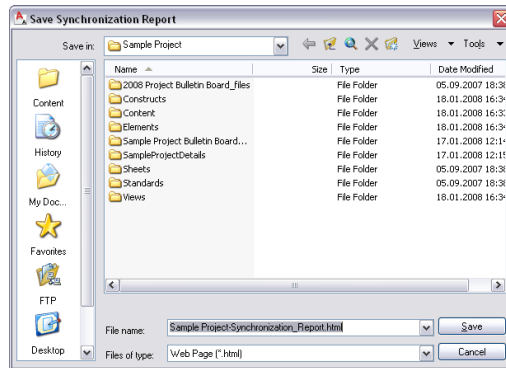 Save Synchronization Report
Save in: Sample Project Views Tools
Name Size Type Date Modified
2008 Project Bulletin Board_files File Folder 05.09.2007 18:38
Constructs File Folder 18.01.2008 16:34
Content File Folder 18.01.2008 16:33
Elements File Folder 18.01.2008 16:34
Sample Project Bulletin Board... File Folder 17.01.2008 12:14
SampleProjectDetails File Folder 17.01.2008 12:15
Sheets File Folder 05.09.2007 18:38
Standards File Folder 05.09.2007 18:38
Views File Folder 18.01.2008 16:34
Content
History
My Doc...
Favorites
FTP
Desktop
File name: Sample Project-Synchronization_Report.html Save
Files of type: Web Page (*.html) Cancel